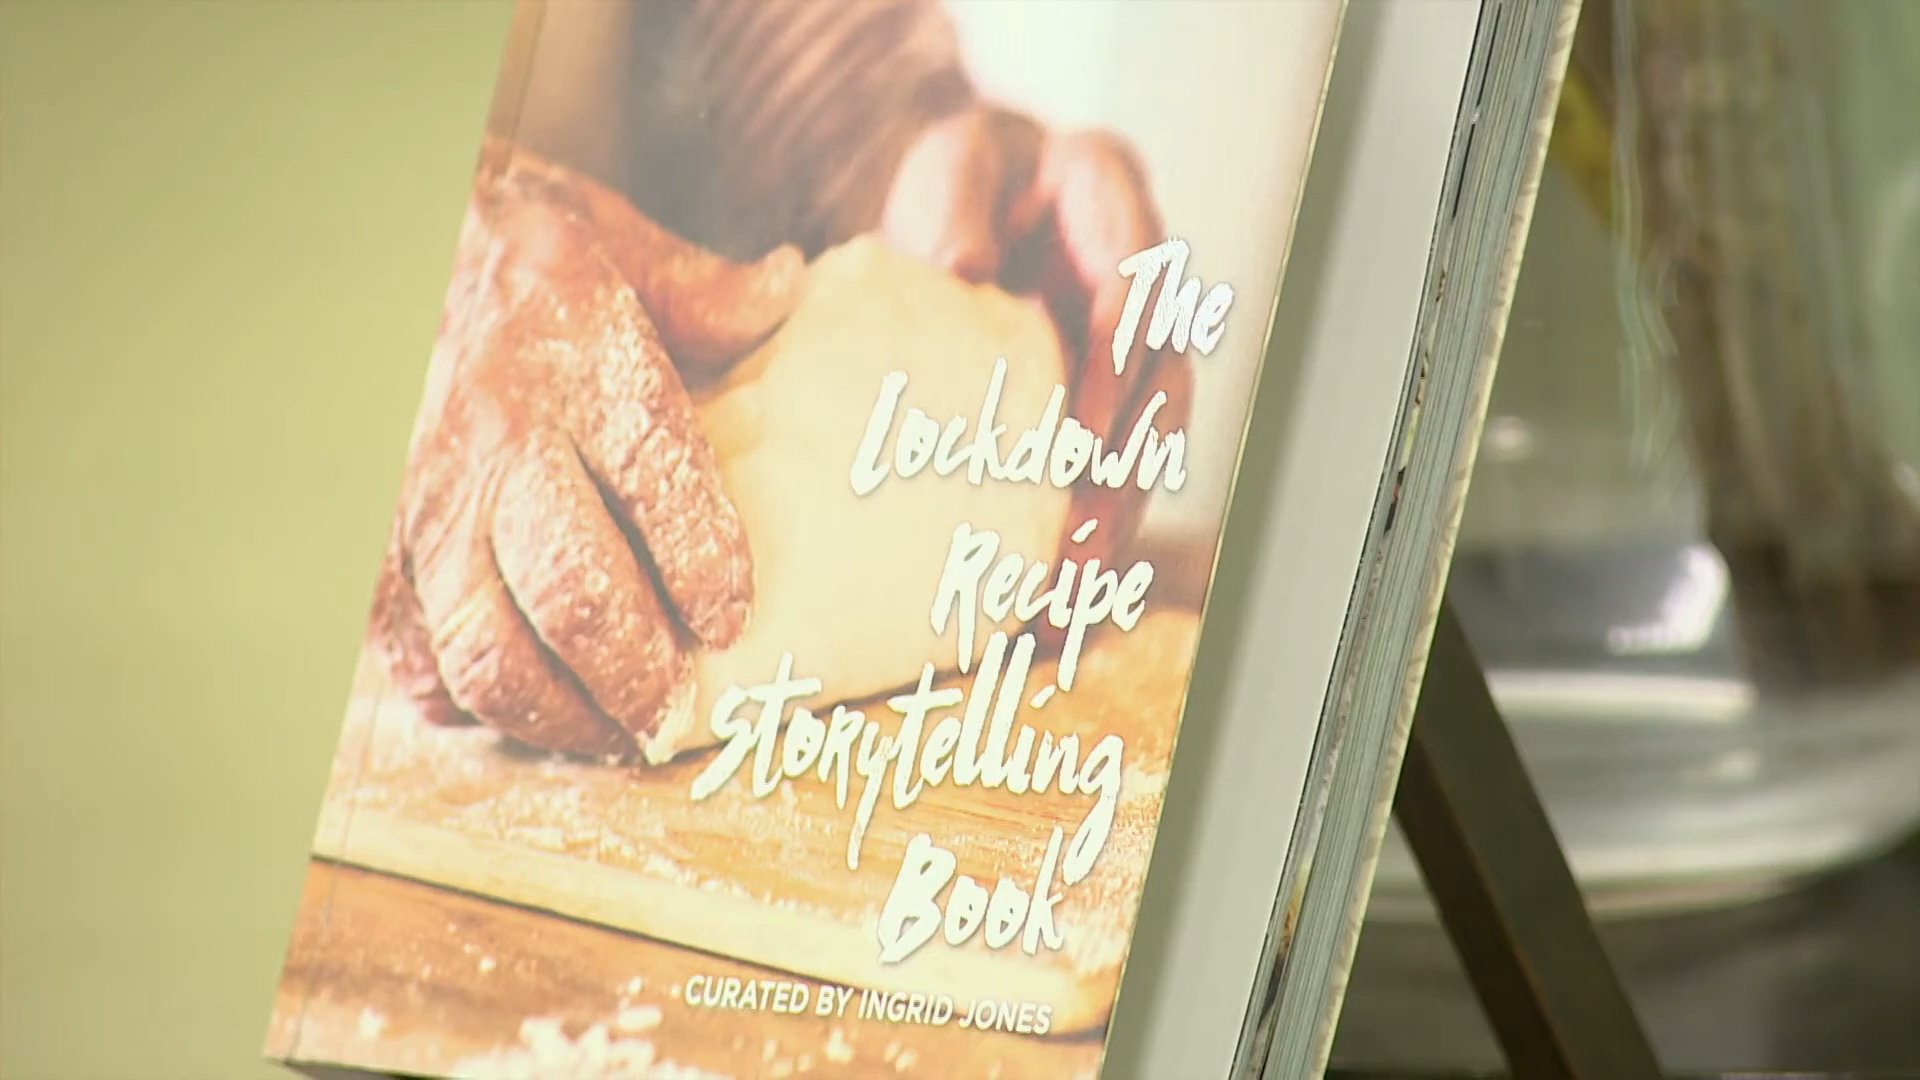 The
Lockdown
Recipe
Storytelling
Book
CURATED BY INGRID JONES